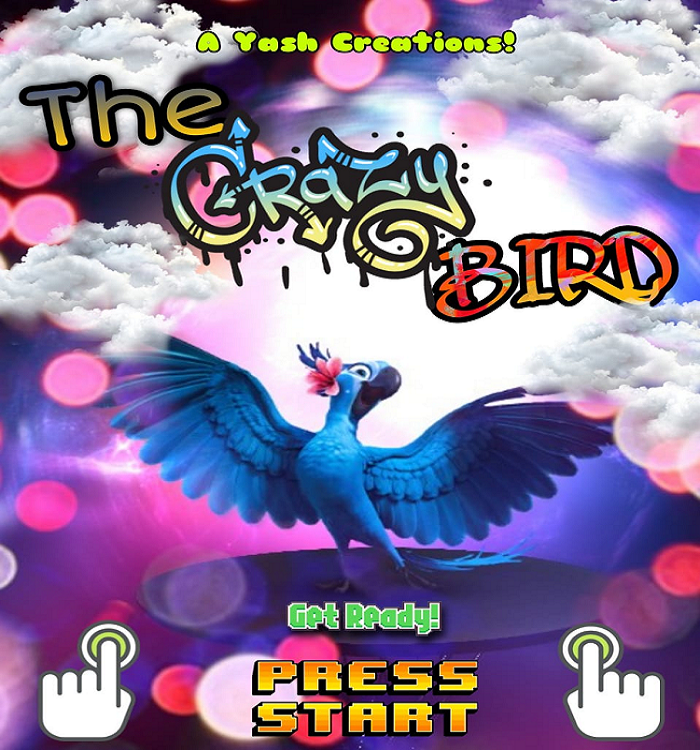 A Yash Creations!
The
CRaZy
BIRD
Get Ready!
PRESS
START